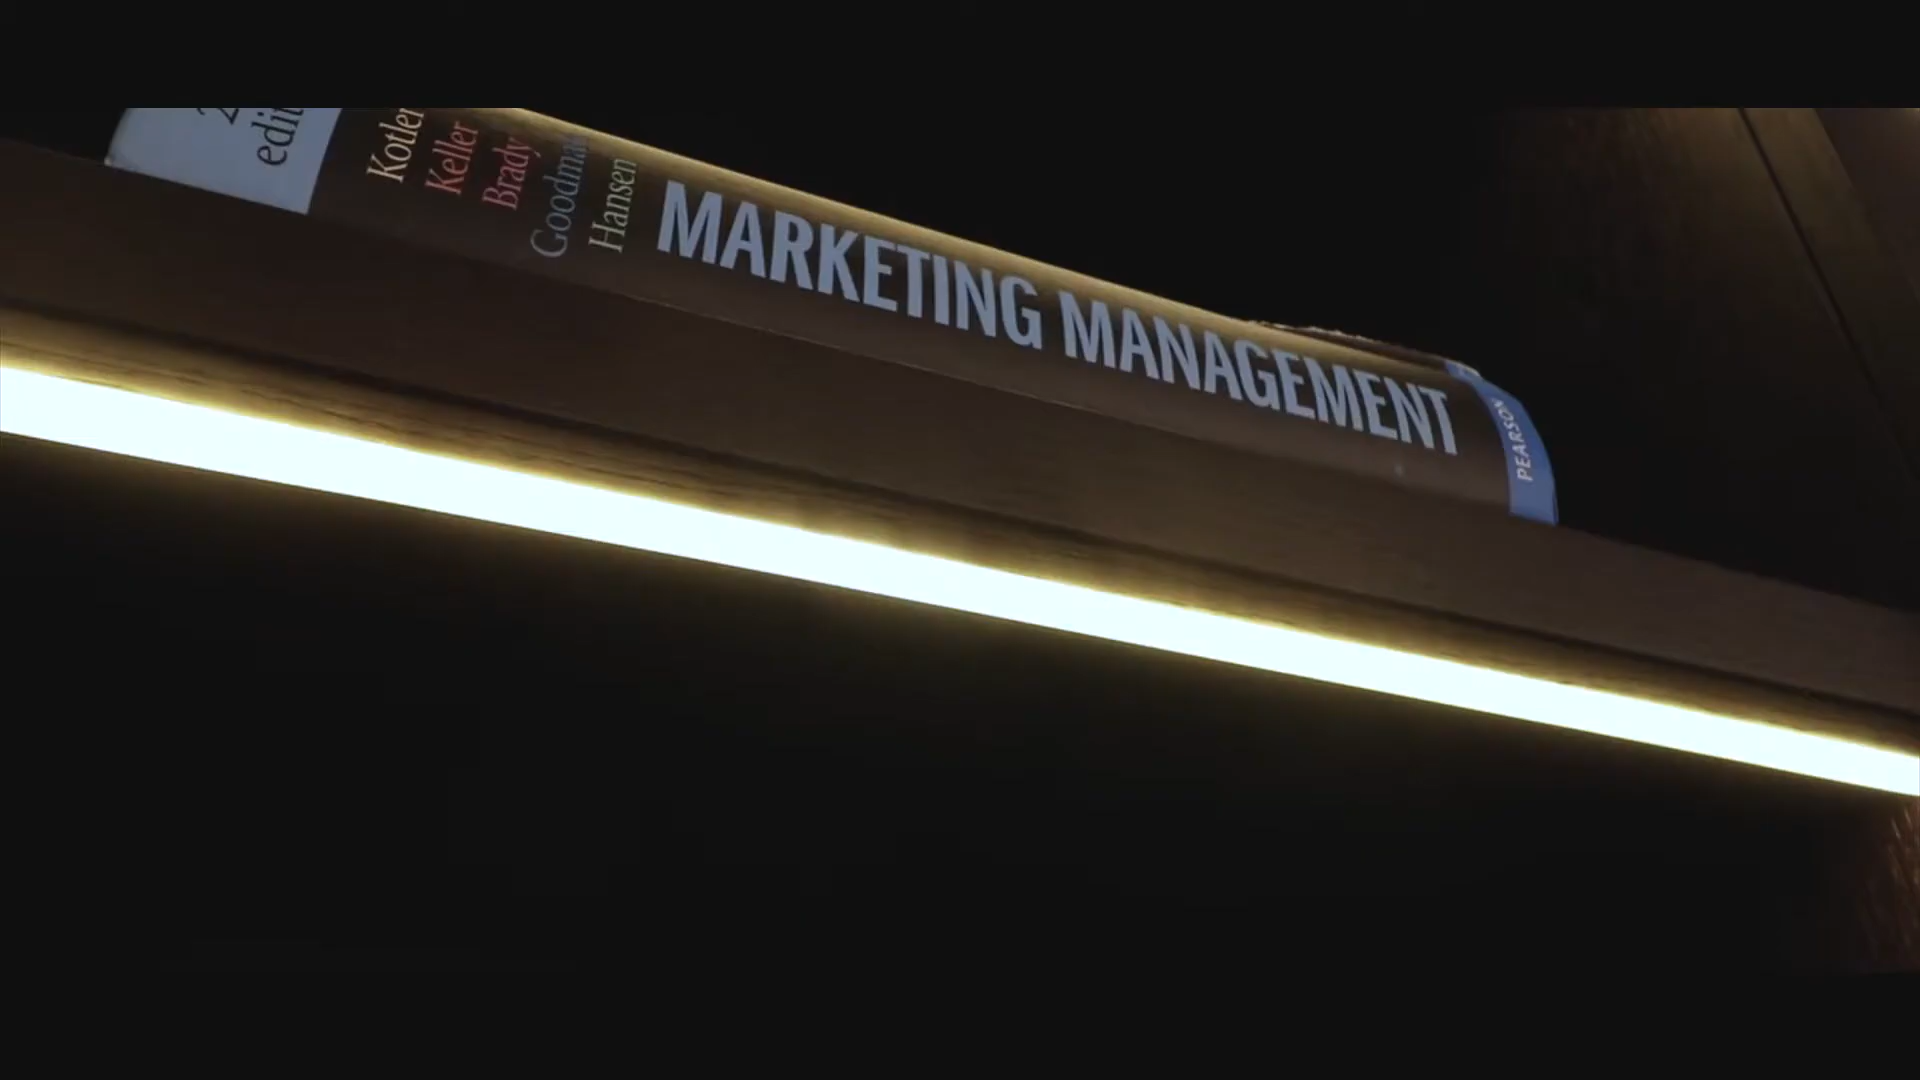 Kotler
Keller
Brady
Hansen
MARKETING MANAGEMENT
PEARSON